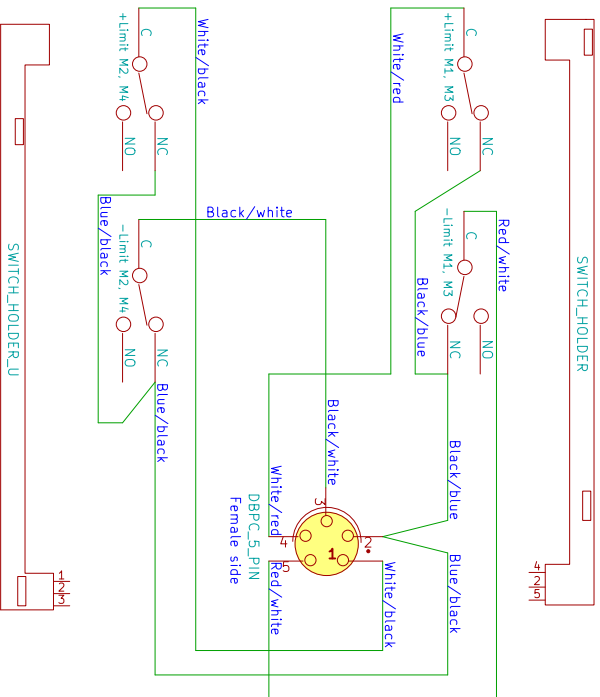 +Limit M2, M4
C
NO
NC
White/black
White/red
+Limit M1, M3
C
NO
NC
Blue/black
-Limit M2, M4
C
NO
NC
Black/white
-Limit M1, M3
C
NC
NO
Red/white
Black/blue
SWITCH_HOLDER_U
SWITCH_HOLDER
Blue/black
Black/white
Black/blue
White/red
DBPC_5_PIN
Female side
3
4
2
1
5
Red/white
White/black
Blue/black
1
2
3
4
2
5